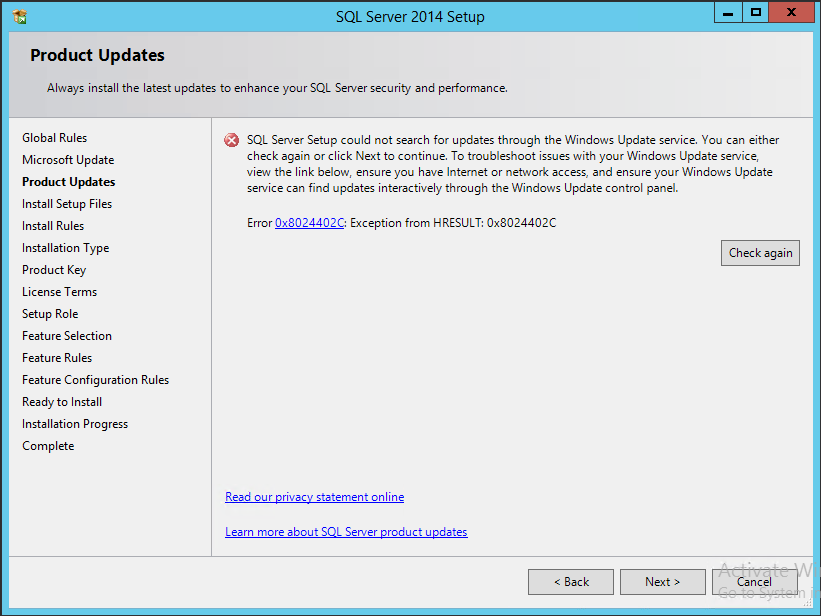 SQL Server 2014 Setup
Product Updates
Always install the latest updates to enhance your SQL Server security and performance.
Global Rules
Microsoft Update
Product Updates
Install Setup Files
Install Rules
Installation Type
Product Key
License Terms
Setup Role
Feature Selection
Feature Rules
Feature Configuration Rules
Ready to Install
Installation Progress
Complete
SQL Server Setup could not search for updates through the Windows Update service. You can either
check again or click Next to continue. To troubleshoot issues with your Windows Update service,
view the link below, ensure you have Internet or network access, and ensure your Windows Update
service can find updates interactively through the Windows Update control panel.
Error 0x8024402C: Exception from HRESULT: 0x8024402C
Check again
Read our privacy statement online
Learn more about SQL Server product updates
< Back
Next >
Cancel
Activate W
Go to System